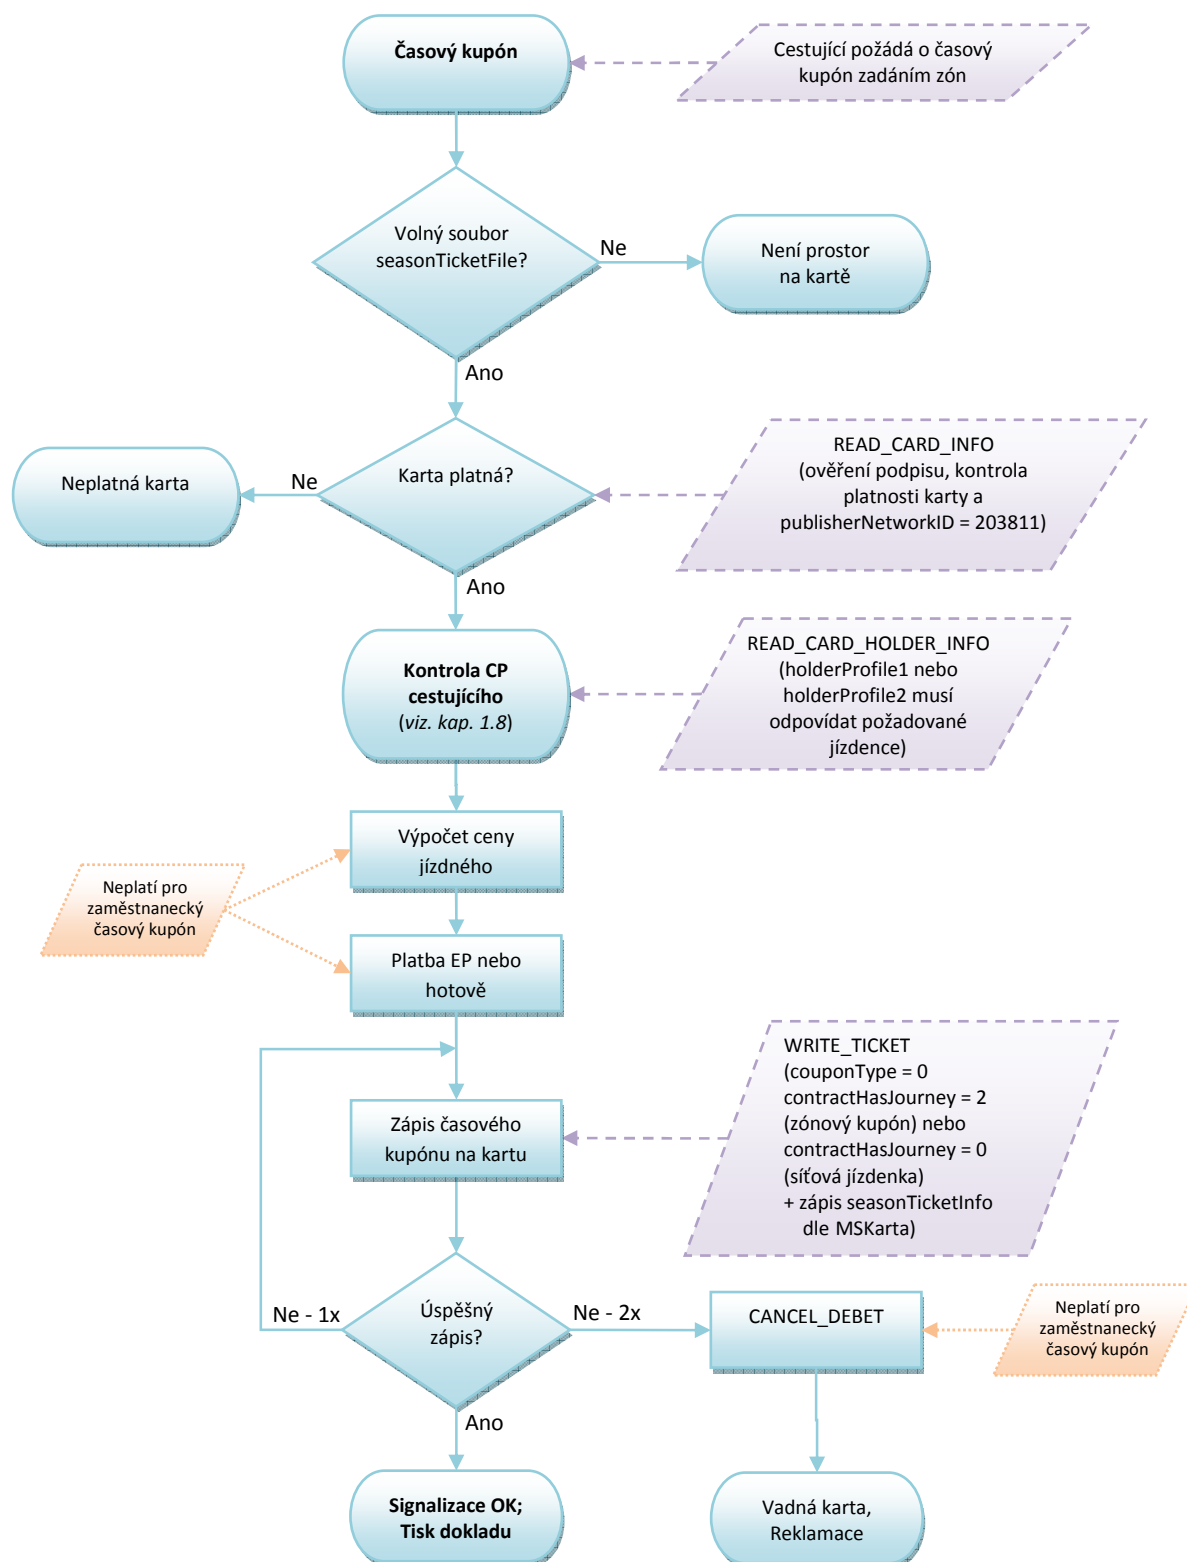 Časový kupón
Cestující požádá o časový
kupón zadáním zón
Volný soubor
seasonTicketFile?
Ne
Není prostor
na kartě
Ano
Neplatná karta
Ne
Karta platná?
READ_CARD_INFO
(ověření podpisu, kontrola
platnosti karty a
publisherNetworkID = 203811)
Ano
Kontrola CP
cestujícího
(viz. kap. 1.8)
READ_CARD_HOLDER_INFO
(holderProfile1 nebo
holderProfile2 musí
odpovídat požadované
jízdence)
Výpočet ceny
jízdného
Neplatí pro
zaměstnanecký
časový kupón
Platba EP nebo
hotově
WRITE_TICKET
(couponType = 0
contractHasJourney = 2
(zónový kupón) nebo
contractHasJourney = 0
(síťová jízdenka)
+ zápis seasonTicketInfo
dle MSKarta)
Zápis časového
kupónu na kartu
Ne - 1x
Úspěšný
zápis?
Ne - 2x
CANCEL_DEBET
Neplatí pro
zaměstnanecký
časový kupón
Ano
Signalizace OK;
Tisk dokladu
Vadná karta,
Reklamace